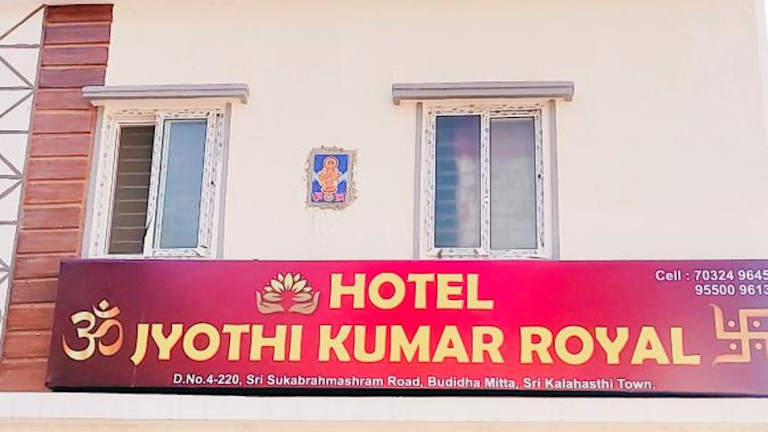 HOTEL
Cell : 70324 9645
95500 9613
ॐ JYOTHI KUMAR ROYAL 卐
D.No.4-220, Sri Sukabrahmashram Road, Budidha Mitta, Sri Kalahasthi Town.